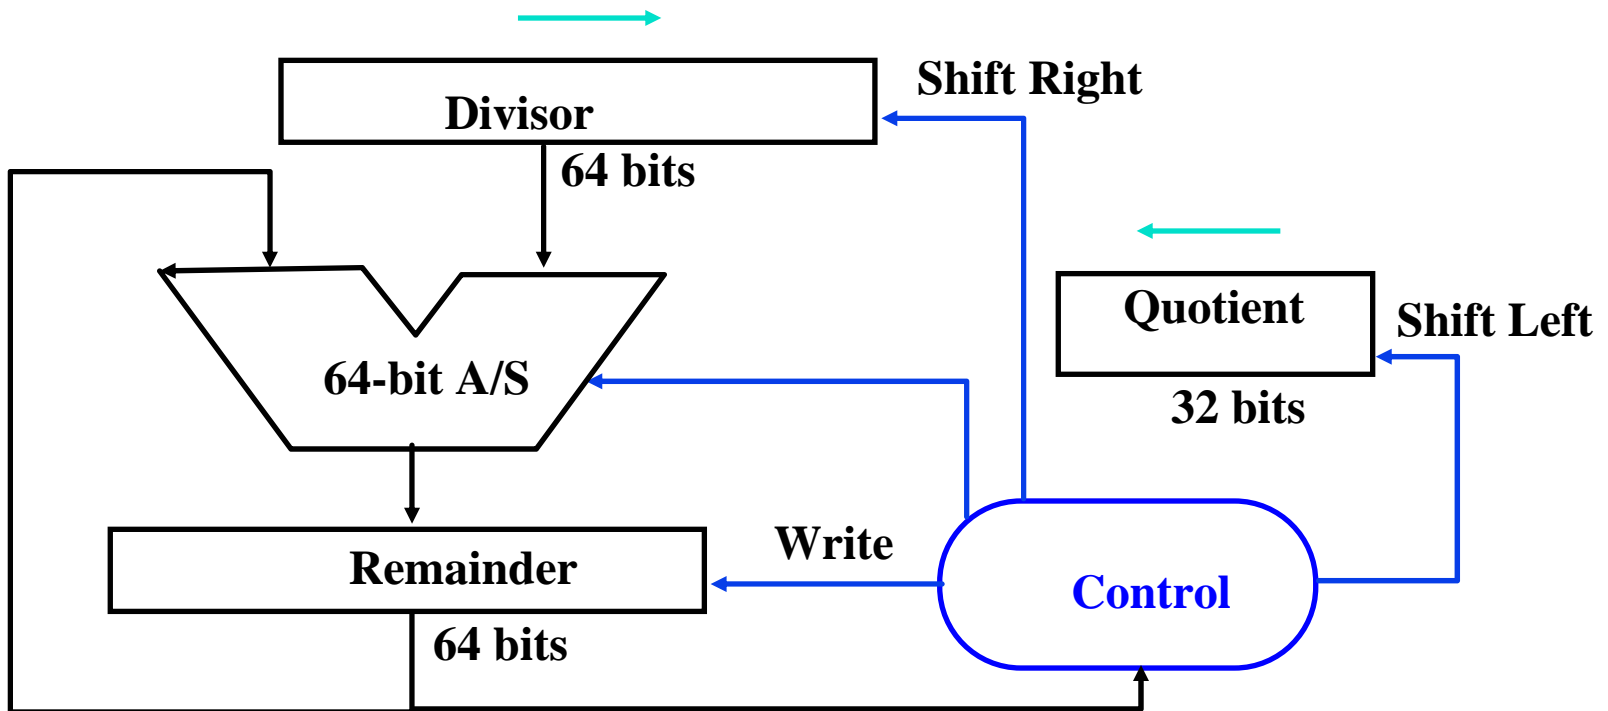 Shift Right
Divisor
64 bits
Quotient
Shift Left
64-bit A/S
32 bits
Write
Remainder
Control
64 bits